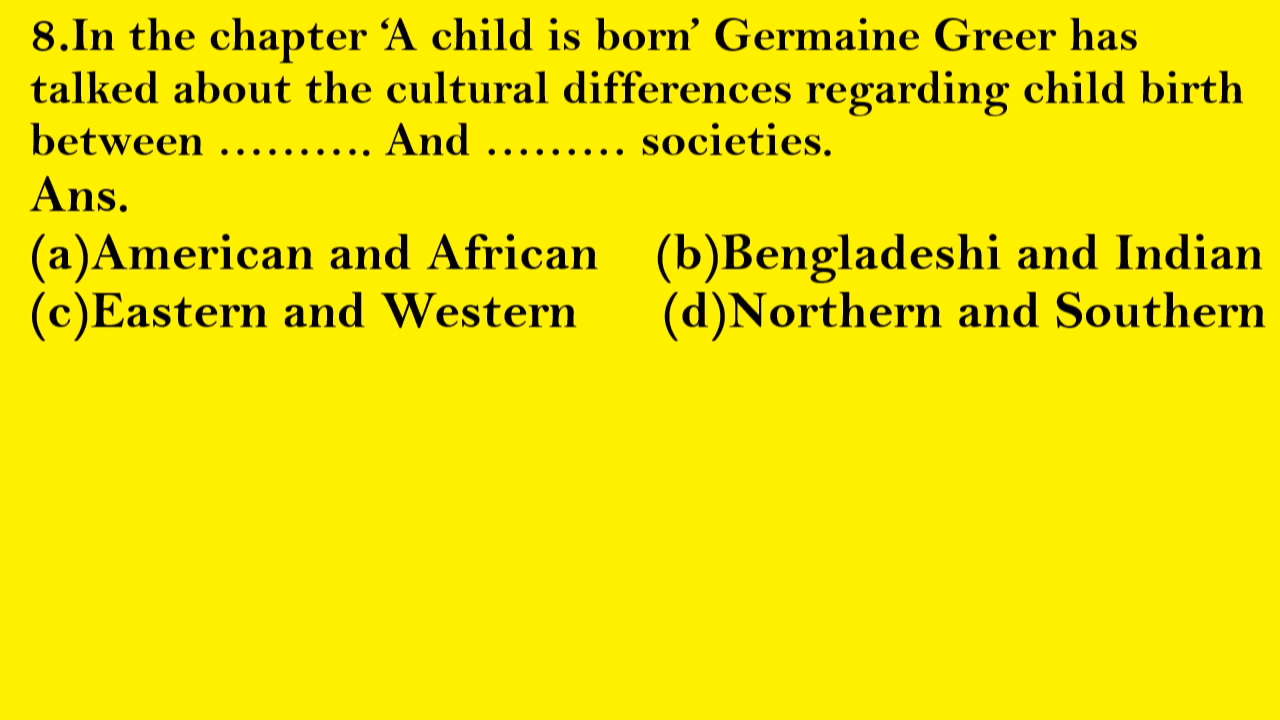 8.In the chapter ‘A child is born’ Germaine Greer has
talked about the cultural differences regarding child birth
between ………. And ……… societies.
Ans.
(a)American and African (b)Bengladeshi and Indian
(c)Eastern and Western (d)Northern and Southern